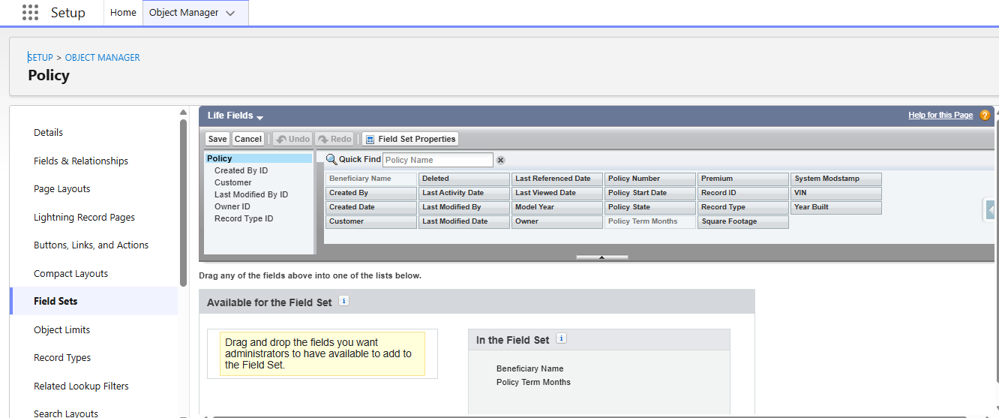 Setup Home Object Manager
SETUP > OBJECT MANAGER
Policy
Details
Fields & Relationships
Page Layouts
Lightning Record Pages
Buttons, Links, and Actions
Compact Layouts
Field Sets
Object Limits
Record Types
Related Lookup Filters
Search Layouts
Life Fields Help for this Page ?
Save Cancel Undo Redo Field Set Properties
Policy
Created By ID
Customer
Last Modified By ID
Owner ID
Record Type ID
Quick Find Policy Name
Beneficiary Name Deleted Last Referenced Date Policy Number Premium System Modstamp
Created By Last Activity Date Last Viewed Date Policy Start Date Record ID VIN
Created Date Last Modified By Model Year Policy State Record Type Year Built
Customer Last Modified Date Owner Policy Term Months Square Footage
Drag any of the fields above into one of the lists below.
Available for the Field Set i
Drag and drop the fields you want
administrators to have available to add to
the Field Set.
In the Field Set i
Beneficiary Name
Policy Term Months